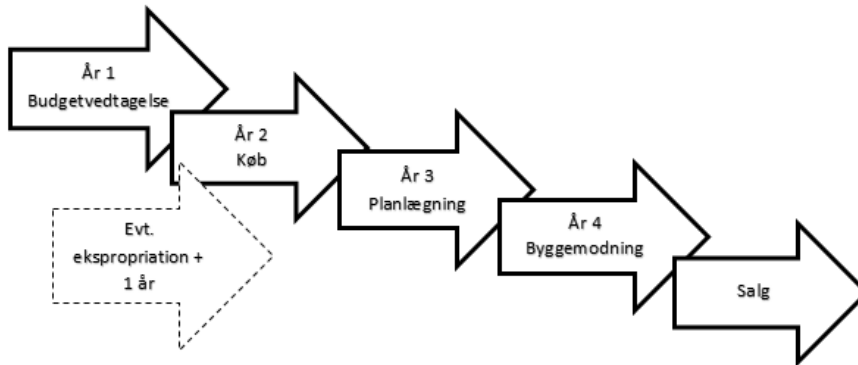 År 1
Budgetvedtagelse
År 2
Køb
År 3
Planlægning
År 4
Byggemodning
Salg
Evt.
ekspropriation +
1 år